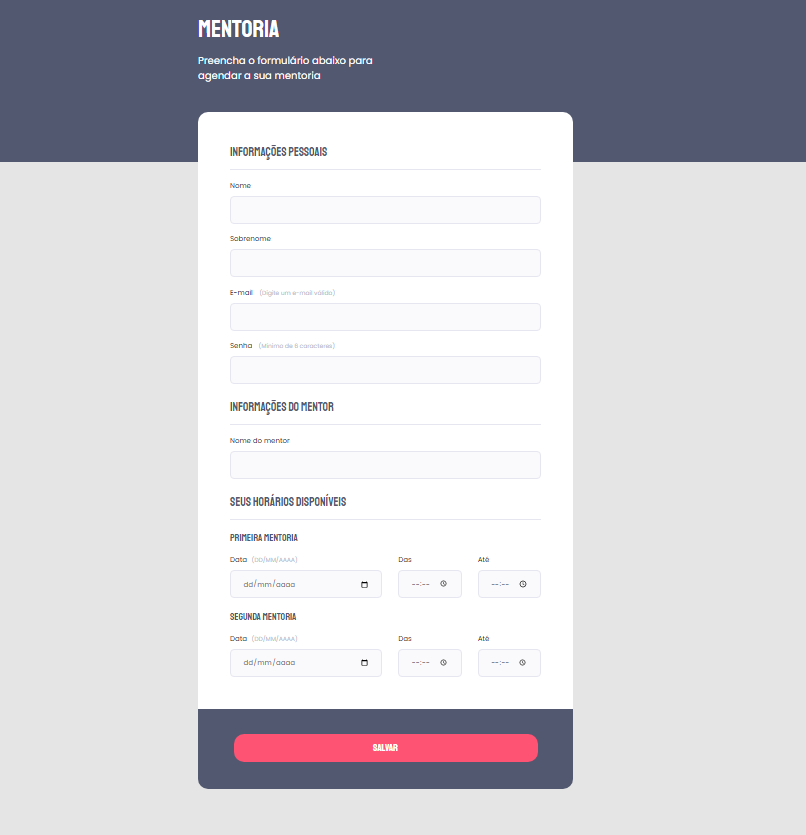 MENTORIA
Preencha o formulário abaixo para
agendar a sua mentoria
INFORMAÇÕES PESSOAIS
Nome
Sobrenome
E-mail (Digite um e-mail válido)
Senha (Mínimo de 6 caracteres)
INFORMAÇÕES DO MENTOR
Nome do mentor
SEUS HORÁRIOS DISPONÍVEIS
PRIMEIRA MENTORIA
Data (DD/MM/AAAA) Das Até
dd/mm/aaaa --:-- --:--
SEGUNDA MENTORIA
Data (DD/MM/AAAA) Das Até
dd/mm/aaaa --:-- --:--
SALVAR